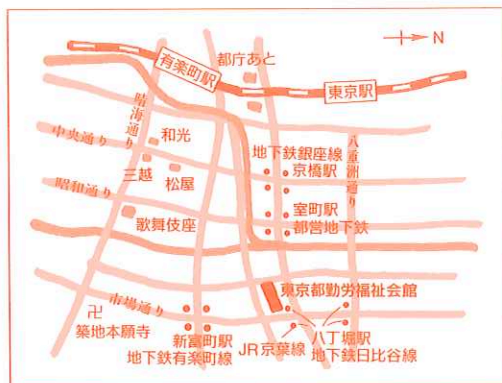 N
都庁あと
有楽町駅
東京駅
晴海通り
和光
中央通り
地下鉄銀座線
京橋駅
八重洲通り
三越
松屋
昭和通り
室町駅
都営地下鉄
歌舞伎座
東京都勤労福祉会館
市場通り
卍
築地本願寺
新富町駅
地下鉄有楽町線
JR京葉線
八丁堀駅
地下鉄日比谷線